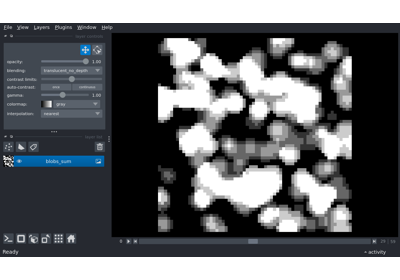 File View Layers Plugins Window Help
opacity: 1.00
blending: translucent_no_depth
contrast limits:
auto-contrast: once continuous
gamma: 1.00
colormap: gray
interpolation: nearest
blobs_sum
Ready
activity